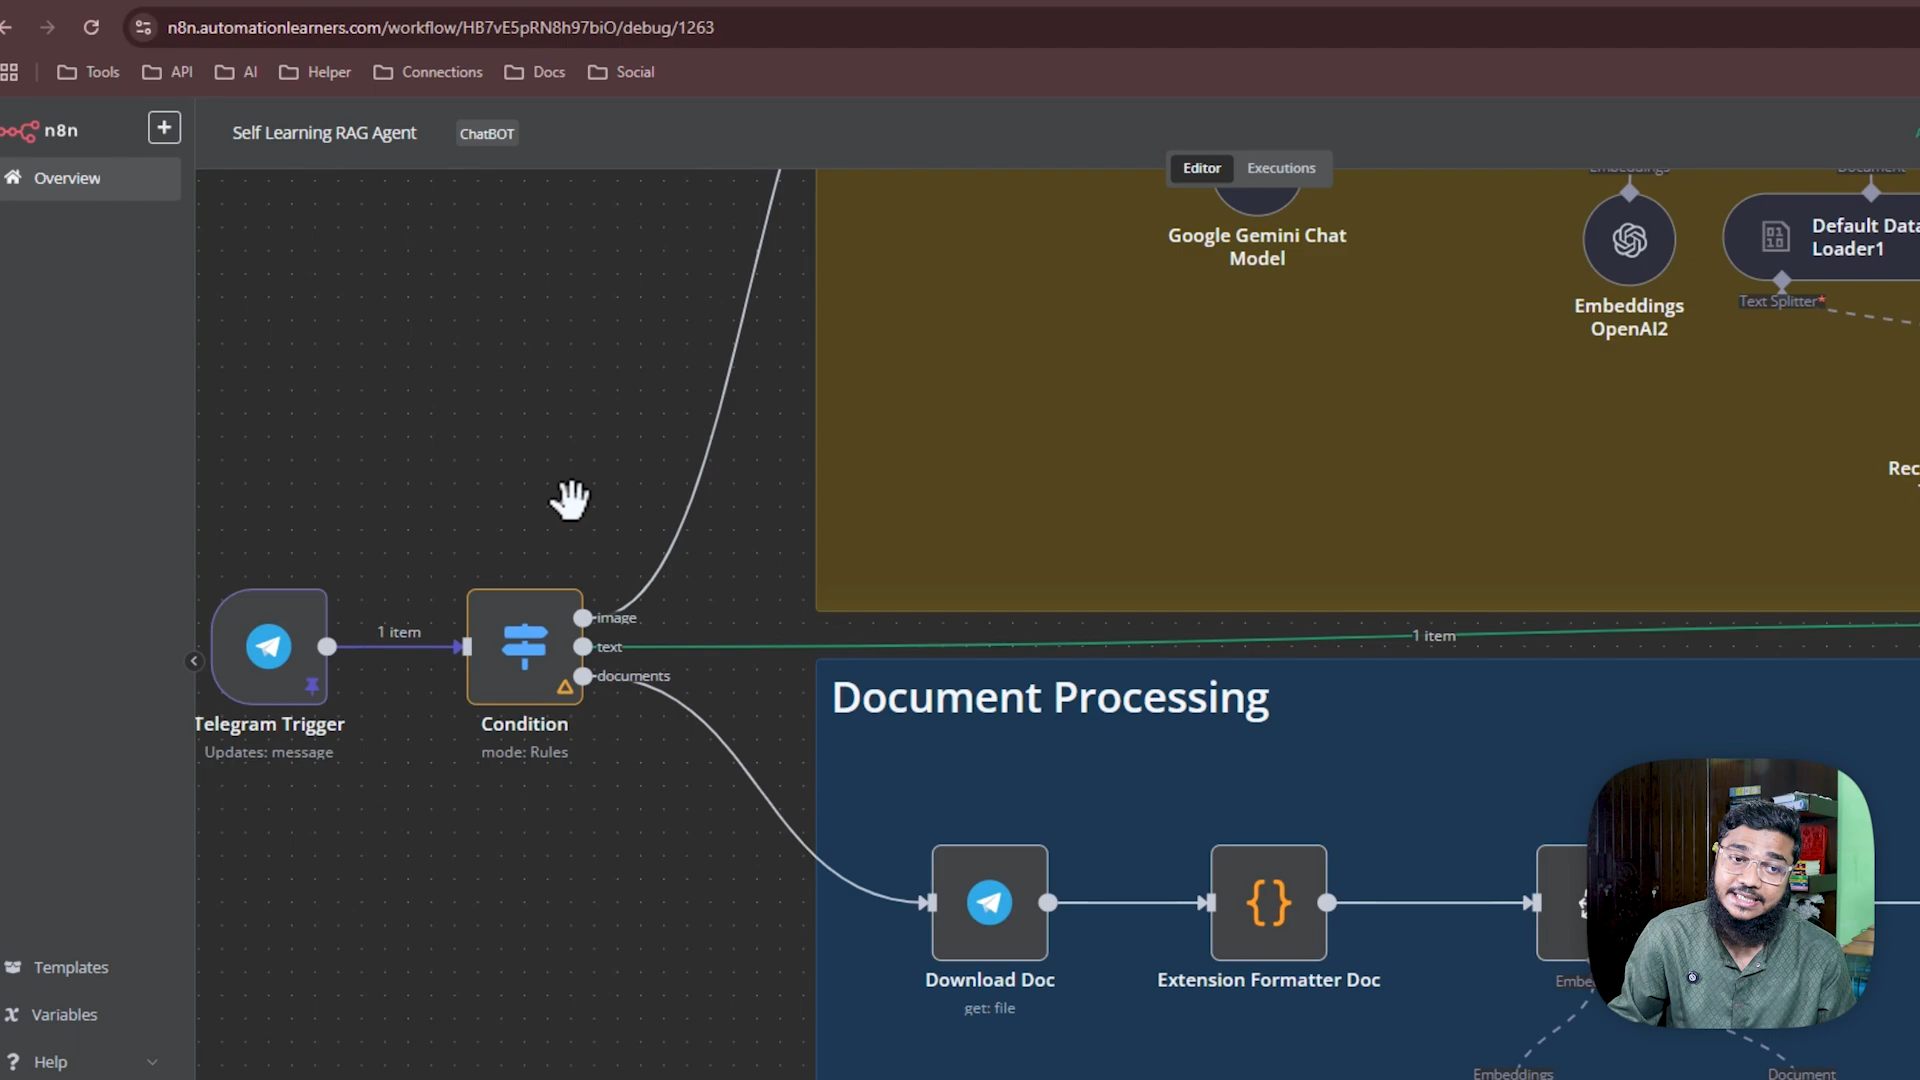 n8n.automationlearners.com/workflow/HB7vE5pRN8h97biO/debug/1263
Tools
API
AI
Helper
Connections
Docs
Social
n8n
Self Learning RAG Agent
ChatBOT
Editor
Executions
Overview
Embeddings
Document
Google Gemini Chat
Model
Default Data
Loader1
Text Splitter*
Embeddings
OpenAI2
Rec
image
1 item
text
1 item
documents
Telegram Trigger
Updates: message
Condition
mode: Rules
Document Processing
Download Doc
get: file
Extension Formatter Doc
Embe
Templates
Variables
Help
Embeddings
Document